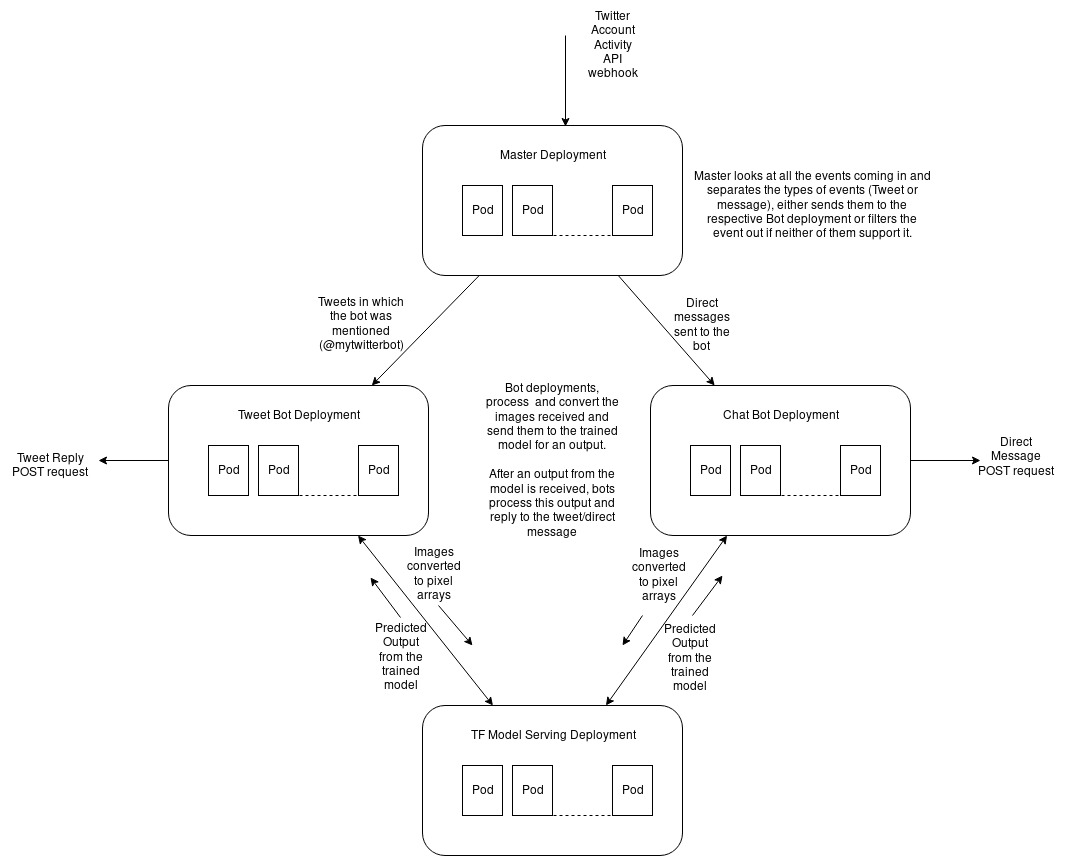 Twitter
Account
Activity
API
webhook
Master Deployment
Pod
Pod
Pod
Master looks at all the events coming in and
separates the types of events (Tweet or
message), either sends them to the
respective Bot deployment or filters the
event out if neither of them support it.
Tweets in which
the bot was
mentioned
(@mytwitterbot)
Direct
messages
sent to the
bot
Tweet Bot Deployment
Pod
Pod
Pod
Tweet Reply
POST request
Bot deployments,
process and convert the
images received and
send them to the trained
model for an output.
After an output from the
model is received, bots
process this output and
reply to the tweet/direct
message
Chat Bot Deployment
Pod
Pod
Pod
Direct
Message
POST request
Images
converted
to pixel
arrays
Predicted
Output
from the
trained
model
Images
converted
to pixel
arrays
Predicted
Output
from the
trained
model
TF Model Serving Deployment
Pod
Pod
Pod